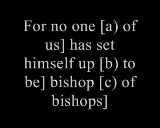 For no one [a) of
us] has set
himself up [b) to
be] bishop [c) of
bishops]